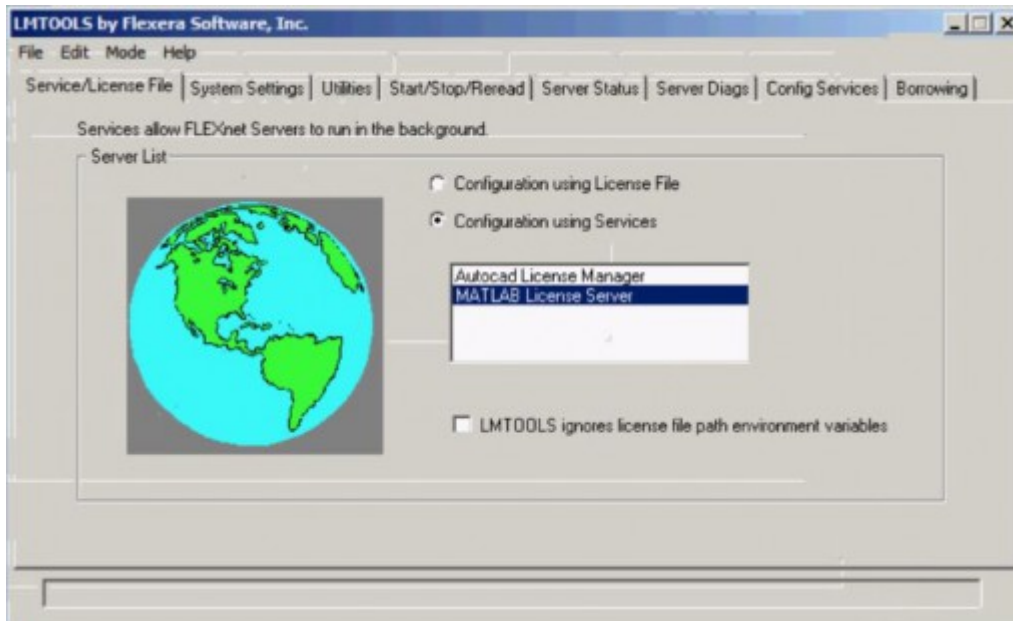 LMTOOLS by Flexera Software, Inc.
File Edit Mode Help
Service/License File System Settings Utilities Start/Stop/Reread Server Status Server Diags Config Services Borrowing
Services allow FLEXnet Servers to run in the background.
Server List
Configuration using License File
Configuration using Services
Autocad License Manager
MATLAB License Server
LMTOOLS ignores license file path environment variables